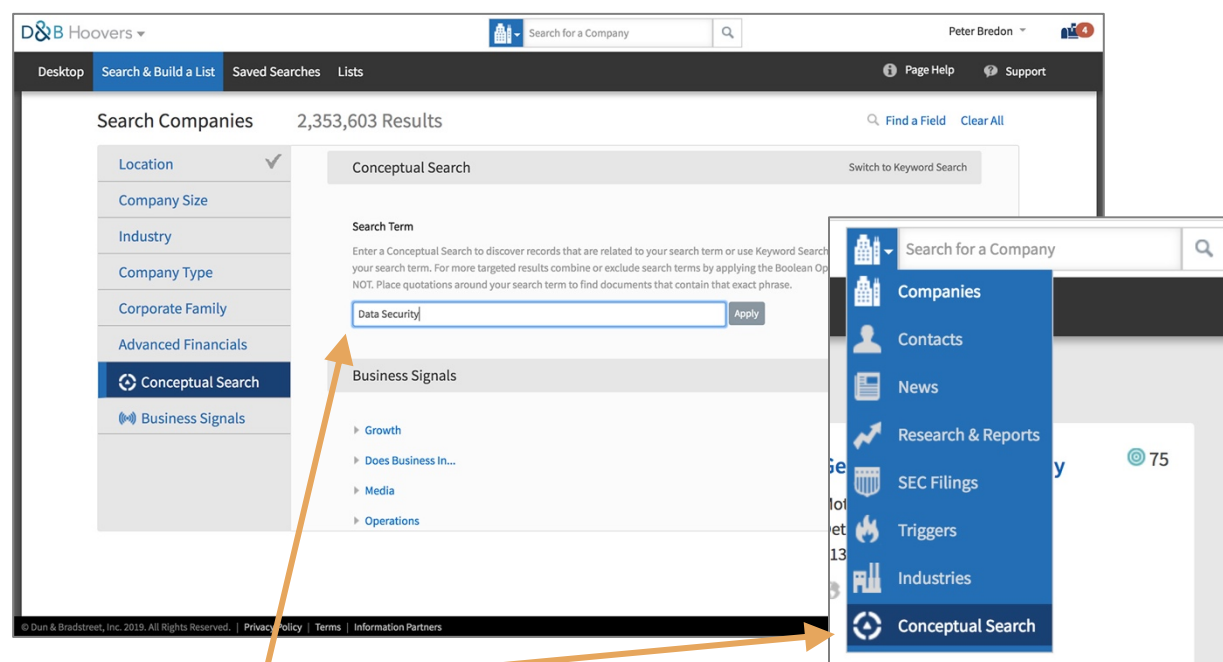 D&B Hoovers
Search for a Company
Peter Bredon
4
Desktop Search & Build a List Saved Searches Lists
Page Help Support
Search Companies 2,353,603 Results
Find a Field Clear All
Location
Company Size
Industry
Company Type
Corporate Family
Advanced Financials
Conceptual Search
Business Signals
Conceptual Search Switch to Keyword Search
Search Term
Enter a Conceptual Search to discover records that are related to your search term or use Keyword Search
your search term. For more targeted results combine or exclude search terms by applying the Boolean Op
NOT. Place quotations around your search term to find documents that contain that exact phrase.
Data Security Apply
Business Signals
Growth
Does Business In...
Media
Operations
© Dun & Bradstreet, Inc. 2019. All Rights Reserved. | Privacy Policy | Terms | Information Partners
Search for a Company
Companies
Contacts
News
Research & Reports
SEC Filings
Triggers
Industries
Conceptual Search
y 75
13